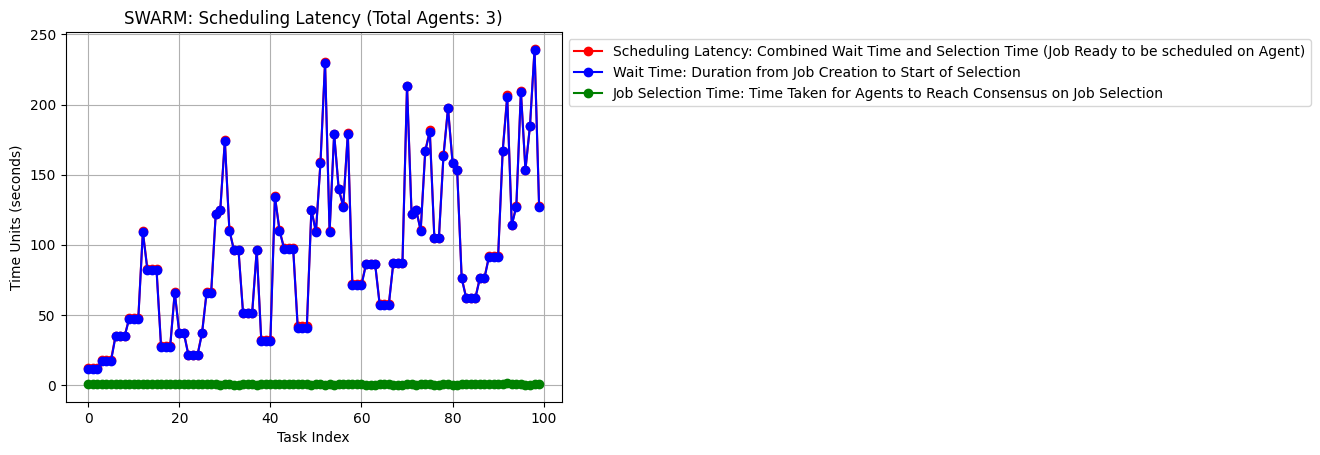 SWARM: Scheduling Latency (Total Agents: 3)
Scheduling Latency: Combined Wait Time and Selection Time (Job Ready to be scheduled on Agent)
Wait Time: Duration from Job Creation to Start of Selection
Job Selection Time: Time Taken for Agents to Reach Consensus on Job Selection
Time Units (seconds)
250
200
150
100
50
0
0 20 40 60 80 100
Task Index